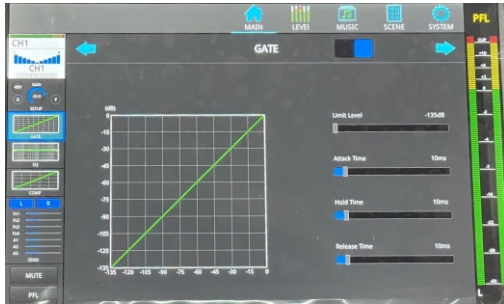 MAIN LEVEL MUSIC SCENE SYSTEM PFL
CH1
CH1
GATE
48V Gain
SETUP
GATE
EQ
COMP
L R
SEND
MUTE
PFL
(dB)
0
-15
-30
-45
-60
-75
-90
-105
-120
-135
-135 -120 -105 -90 -75 -60 -45 -30 -15 0
Limit Level -135dB
Attack Time 10ms
Hold Time 10ms
Release Time 10ms
L